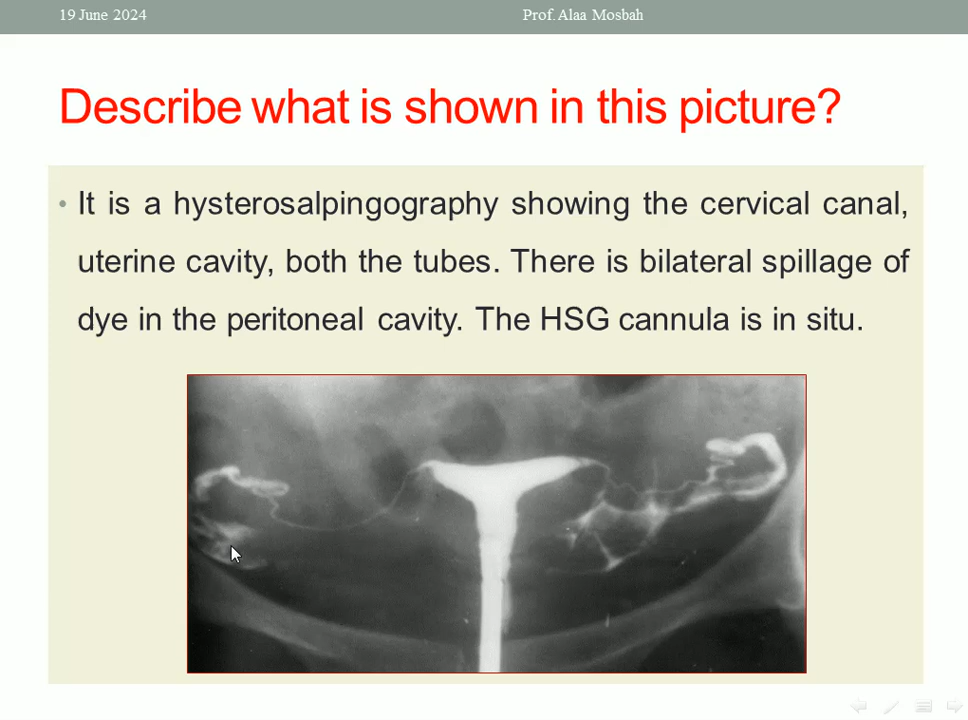 19 June 2024
Prof. Alaa Mosbah
Describe what is shown in this picture?
• It is a hysterosalpingography showing the cervical canal,
uterine cavity, both the tubes. There is bilateral spillage of
dye in the peritoneal cavity. The HSG cannula is in situ.